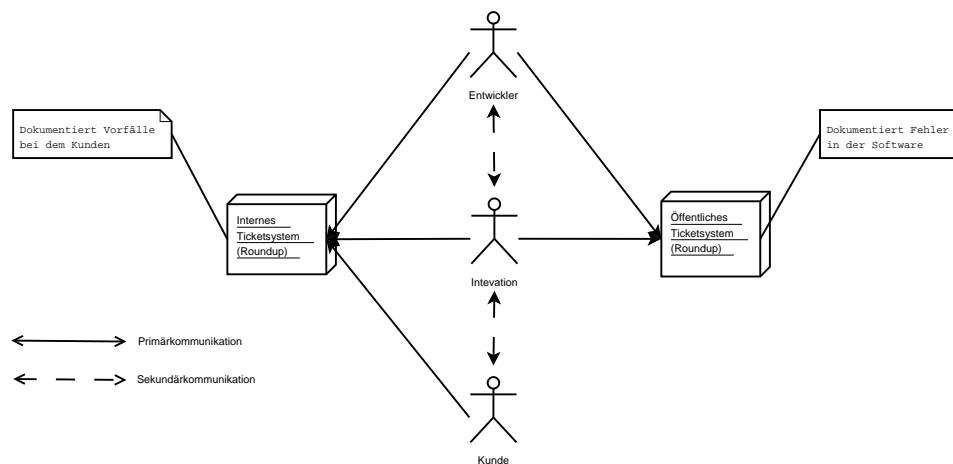 Entwickler
Dokumentiert Vorfälle
bei dem Kunden
Dokumentiert Fehler
in der Software
Internes
Ticketsystem
(Roundup)
Öffentliches
Ticketsystem
(Roundup)
Intevation
Primärkommunikation
Sekundärkommunikation
Kunde